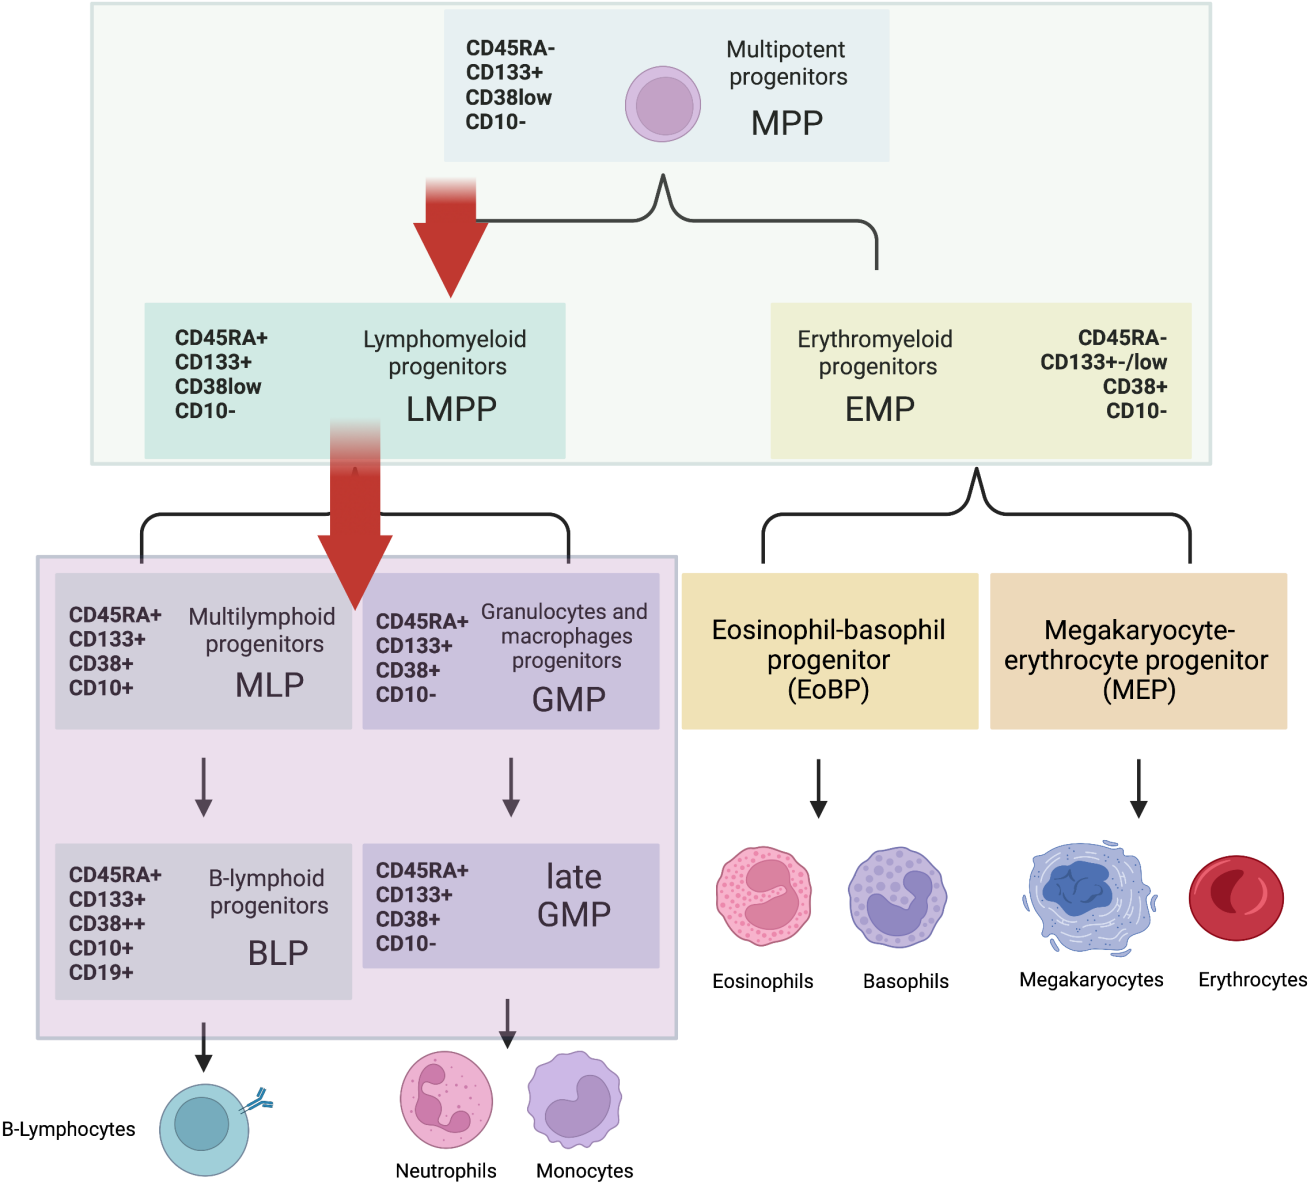 CD45RA-
CD133+
CD38low
CD10-
Multipotent
progenitors
MPP
CD45RA+
CD133+
CD38low
CD10-
Lymphomyeloid
progenitors
LMPP
Erythromyeloid
progenitors
EMP
CD45RA-
CD133+-/low
CD38+
CD10-
CD45RA+
CD133+
CD38+
CD10+
Multilymphoid
progenitors
MLP
CD45RA+
CD133+
CD38+
CD10-
Granulocytes and
macrophages
progenitors
GMP
Eosinophil-basophil
progenitor
(EoBP)
Megakaryocyte-
erythrocyte progenitor
(MEP)
CD45RA+
CD133+
CD38++
CD10+
CD19+
B-lymphoid
progenitors
BLP
CD45RA+
CD133+
CD38+
CD10-
late
GMP
Eosinophils
Basophils
Megakaryocytes
Erythrocytes
B-Lymphocytes
Neutrophils
Monocytes